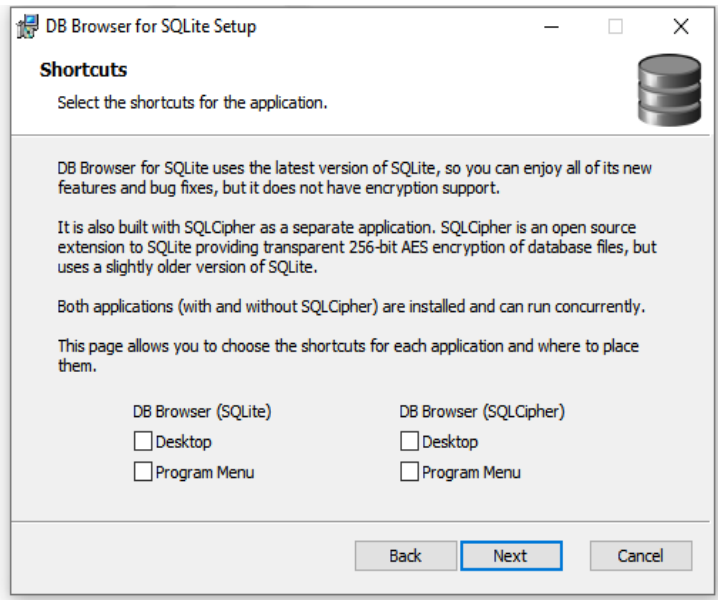 DB Browser for SQLite Setup
Shortcuts
Select the shortcuts for the application.
DB Browser for SQLite uses the latest version of SQLite, so you can enjoy all of its new
features and bug fixes, but it does not have encryption support.
It is also built with SQLCipher as a separate application. SQLCipher is an open source
extension to SQLite providing transparent 256-bit AES encryption of database files, but
uses a slightly older version of SQLite.
Both applications (with and without SQLCipher) are installed and can run concurrently.
This page allows you to choose the shortcuts for each application and where to place
them.
DB Browser (SQLite) DB Browser (SQLCipher)
Desktop Desktop
Program Menu Program Menu
Back Next Cancel